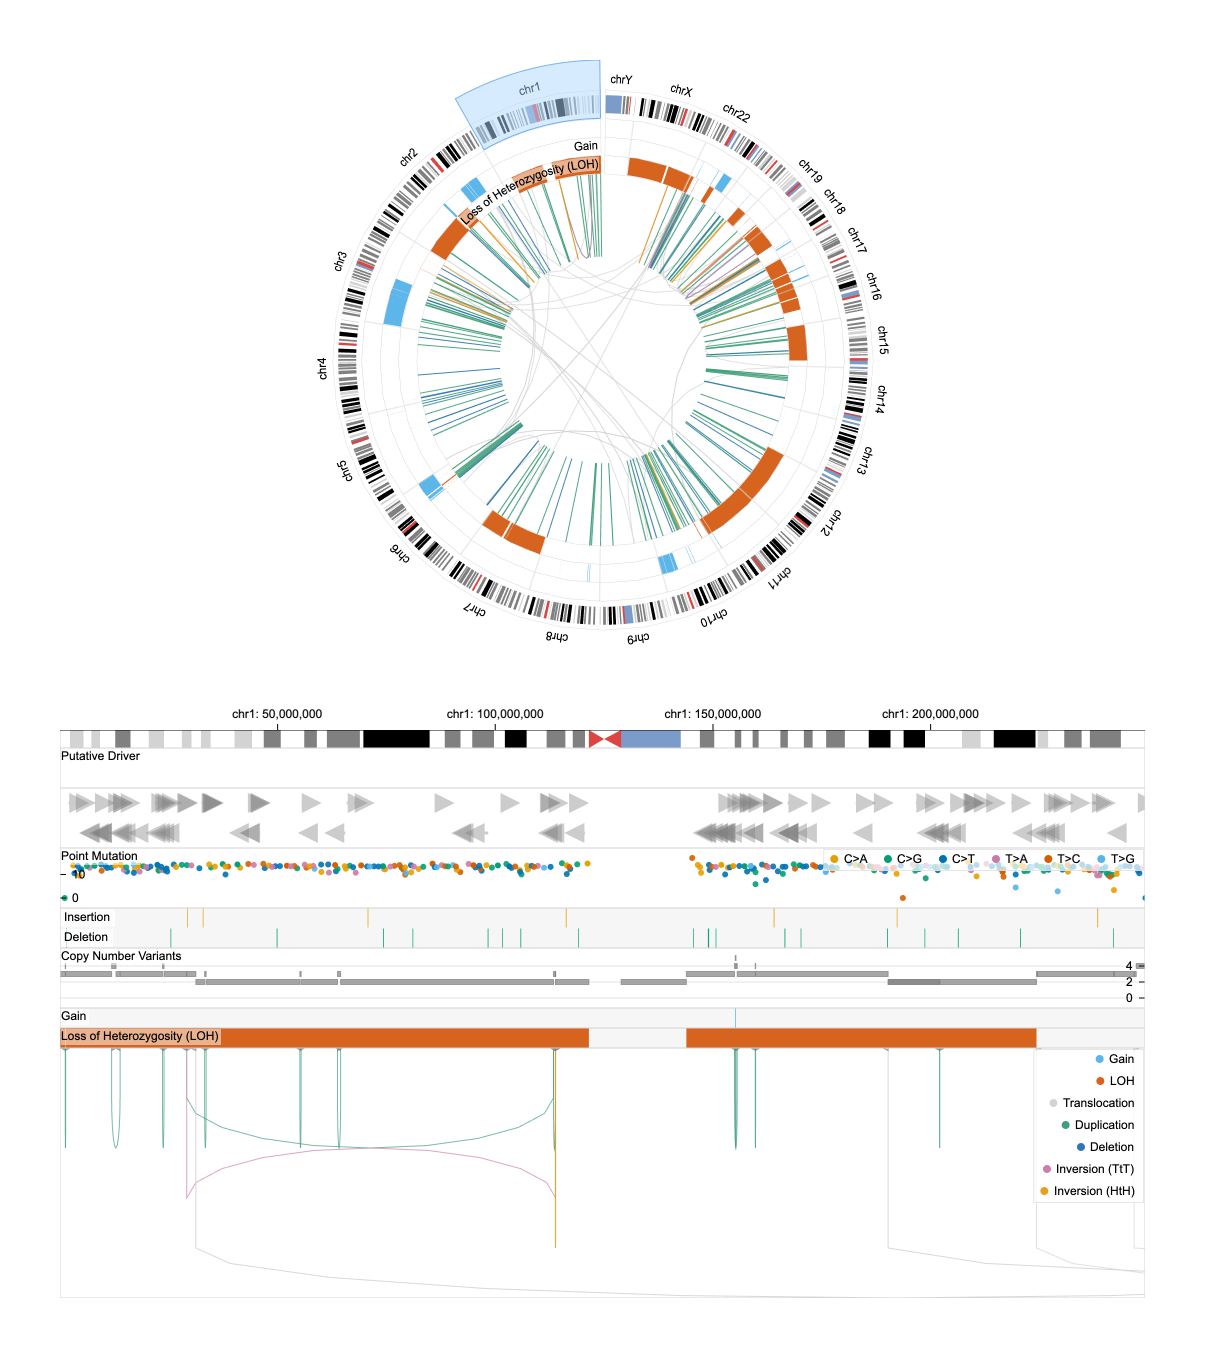 chrY
chrX
chr22
chr1
chr2
chr19
chr18
chr17
chr16
chr15
chr14
chr13
chr12
chr11
chr10
chr9
chr8
chr7
chr6
chr5
chr4
chr3
Gain
Loss of Heterozygosity (LOH)
chr1: 50,000,000 chr1: 100,000,000 chr1: 150,000,000 chr1: 200,000,000
Putative Driver
Point Mutation
C>A C>G C>T T>A T>C T>G
10
0
Insertion
Deletion
Copy Number Variants
4
2
0
Gain
Loss of Heterozygosity (LOH)
Gain
LOH
Translocation
Duplication
Deletion
Inversion (TtT)
Inversion (HtH)